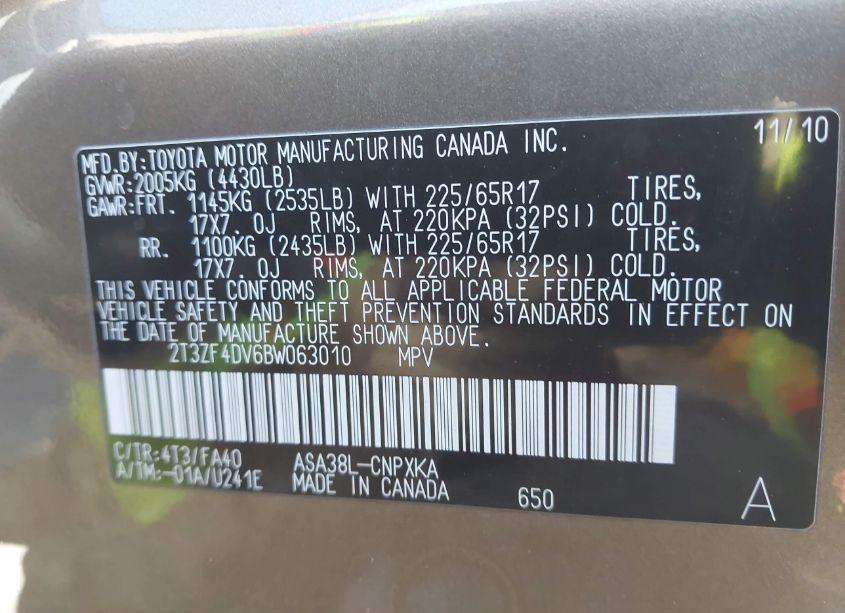 11/10
MFD.BY:TOYOTA MOTOR MANUFACTURING CANADA INC.
GVWR:2005KG (4430LB)
GAWR:FRT. 1145KG (2535LB) WITH 225/65R17 TIRES,
17X7.0J RIMS, AT 220KPA (32PSI) COLD.
RR. 1100KG (2435LB) WITH 225/65R17 TIRES,
17X7.0J RIMS, AT 220KPA (32PSI) COLD.
THIS VEHICLE CONFORMS TO ALL APPLICABLE FEDERAL MOTOR
VEHICLE SAFETY AND THEFT PREVENTION STANDARDS IN EFFECT ON
THE DATE OF MANUFACTURE SHOWN ABOVE.
2T3ZF4DV6BW063010 MPV
C/TR:4T3/FA40 ASA38L-CNPXKA
A/TM:-01A/U241E MADE IN CANADA 650 A